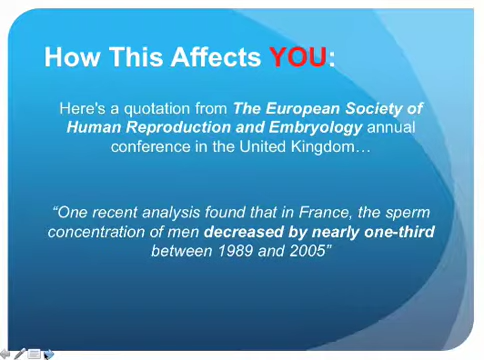 How This Affects YOU:
Here's a quotation from The European Society of
Human Reproduction and Embryology annual
conference in the United Kingdom…
“One recent analysis found that in France, the sperm
concentration of men decreased by nearly one-third
between 1989 and 2005”